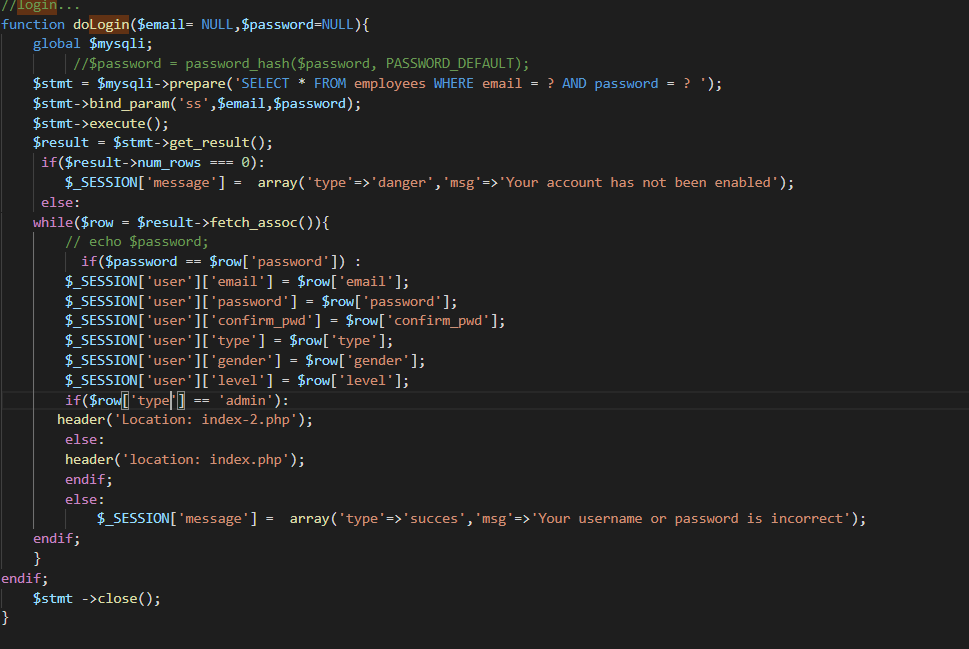 //login...
function doLogin($email= NULL,$password=NULL){
global $mysqli;
//$password = password_hash($password, PASSWORD_DEFAULT);
$stmt = $mysqli->prepare('SELECT * FROM employees WHERE email = ? AND password = ? ');
$stmt->bind_param('ss',$email,$password);
$stmt->execute();
$result = $stmt->get_result();
if($result->num_rows === 0):
$_SESSION['message'] =  array('type'=>'danger','msg'=>'Your account has not been enabled');
else:
while($row = $result->fetch_assoc()){
// echo $password;
if($password == $row['password']) :
$_SESSION['user']['email'] = $row['email'];
$_SESSION['user']['password'] = $row['password'];
$_SESSION['user']['confirm_pwd'] = $row['confirm_pwd'];
$_SESSION['user']['type'] = $row['type'];
$_SESSION['user']['gender'] = $row['gender'];
$_SESSION['user']['level'] = $row['level'];
if($row['type'] == 'admin'):
header('Location: index-2.php');
else:
header('location: index.php');
endif;
else:
$_SESSION['message'] =  array('type'=>'succes','msg'=>'Your username or password is incorrect');
endif;
}
endif;
$stmt ->close();
}